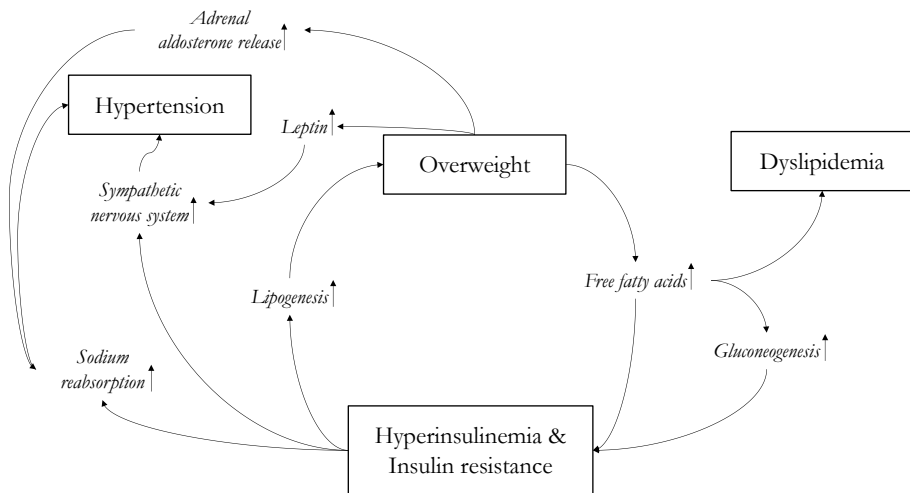 Adrenal
aldosterone release
Hypertension
Leptin
Overweight
Dyslipidemia
Sympathetic
nervous system
Lipogenesis
Free fatty acids
Gluconeogenesis
Sodium
reabsorption
Hyperinsulinemia &
Insulin resistance